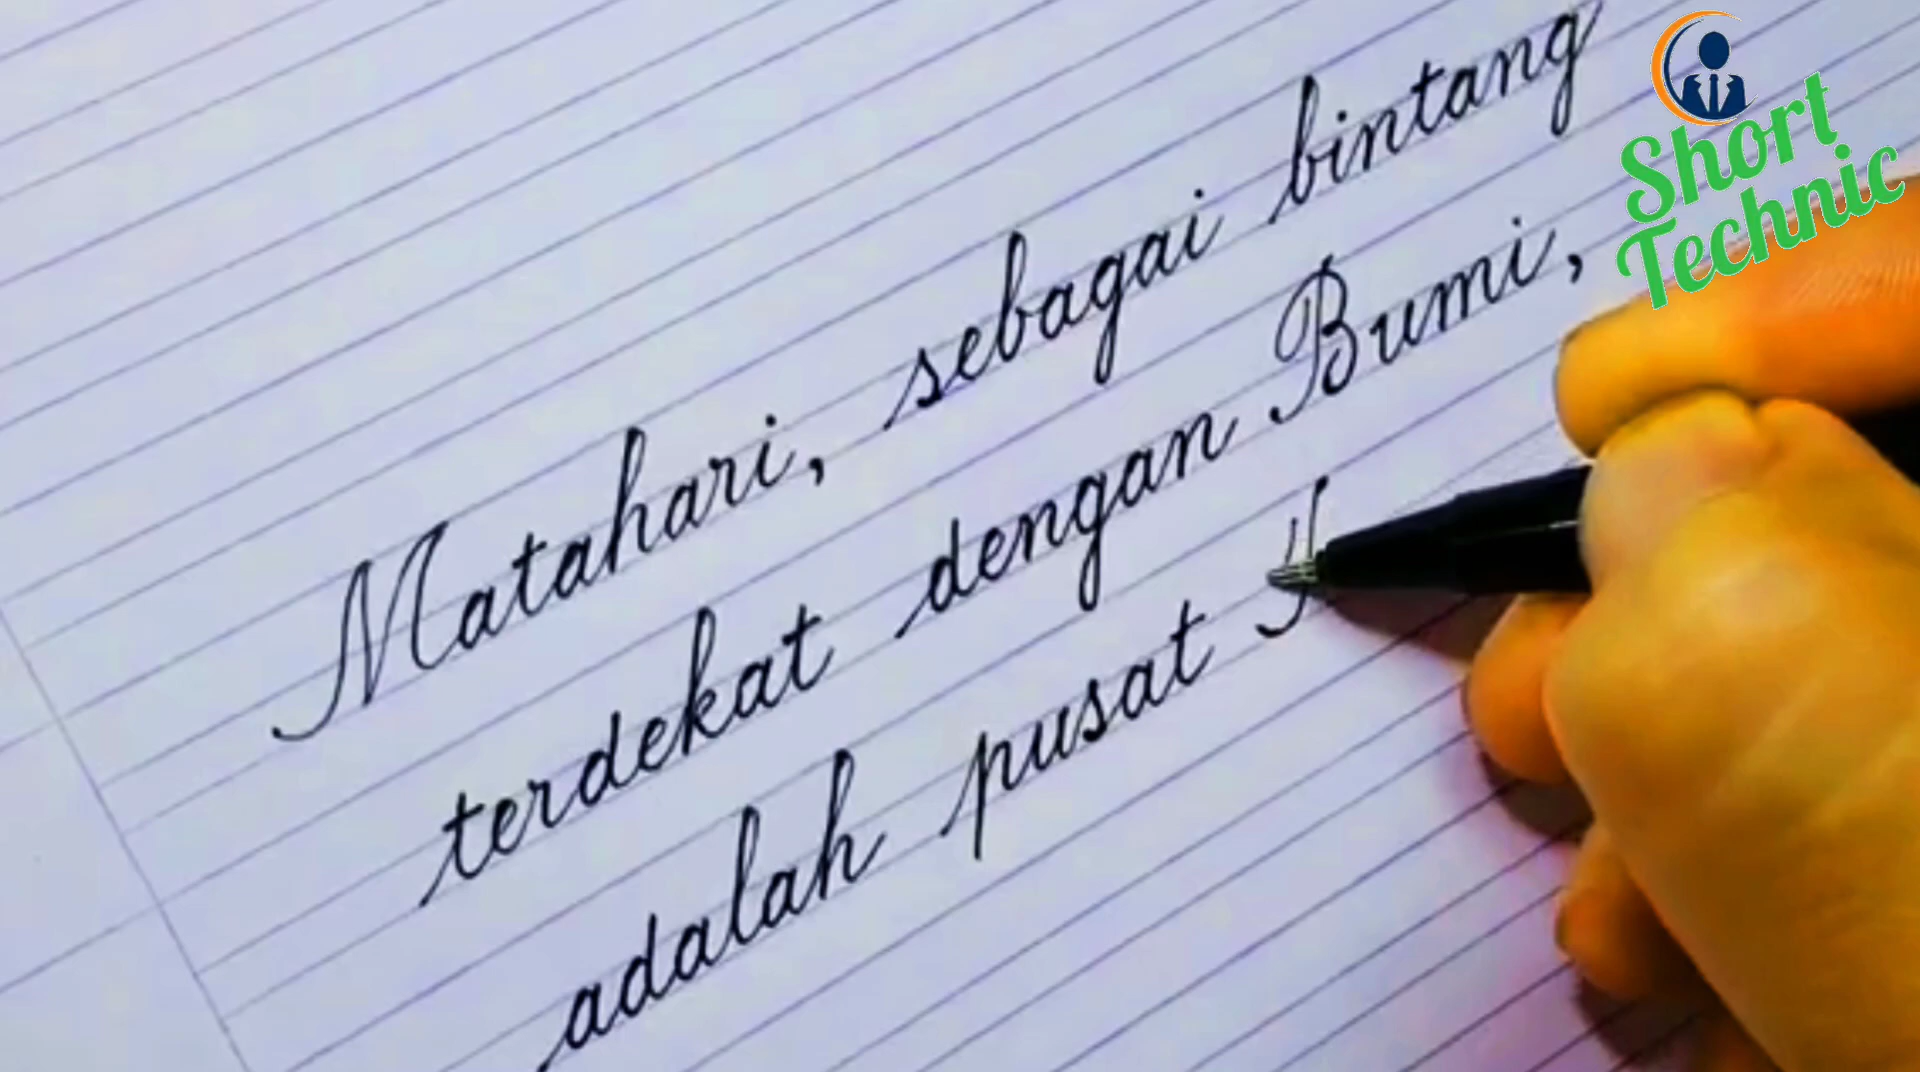 Matahari, sebagai bintang
terdekat dengan Bumi,
adalah pusat
Short
Technic